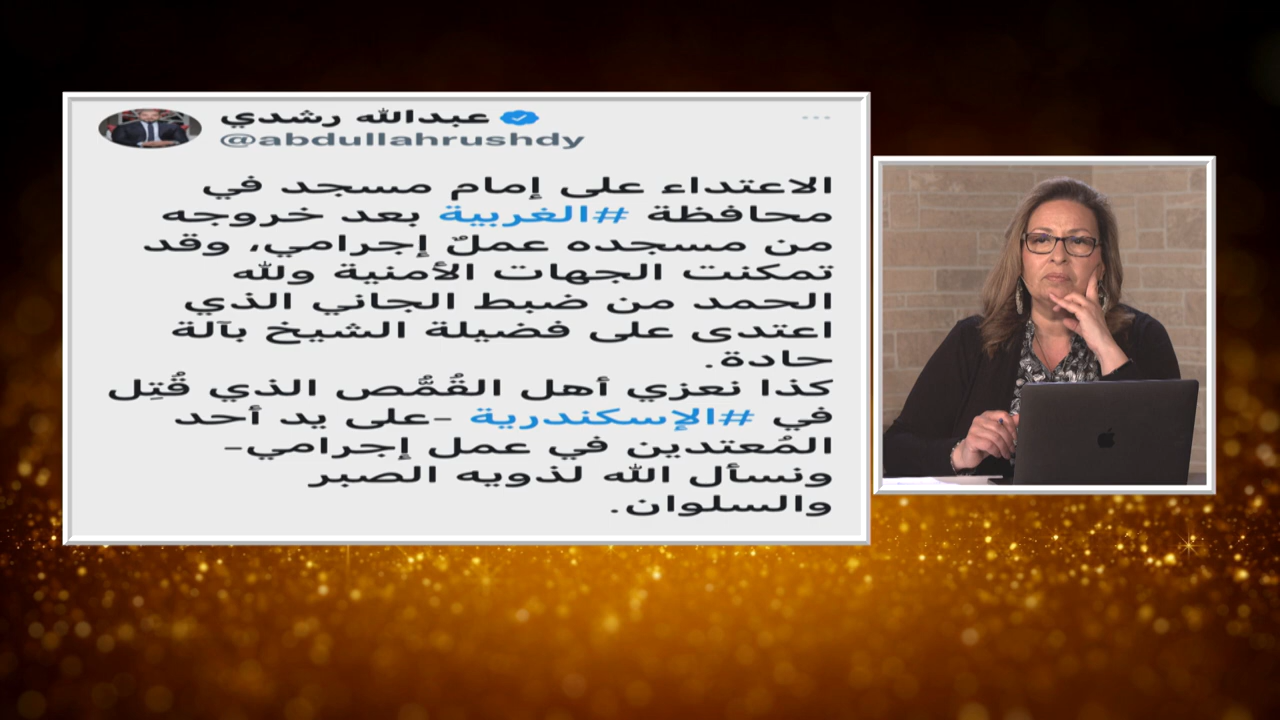 عبدالله رشدي
@abdullahrushdy
الاعتداء على إمام مسجد في
محافظة #الغربية بعد خروجه
من مسجده عملٌ إجرامي، وقد
تمكنت الجهات الأمنية ولله
الحمد من ضبط الجاني الذي
اعتدى على فضيلة الشيخ بآلة
حادة.
كذا نعزي أهل القُمُّص الذي قُتِل
في #الإسكندرية -على يد أحد
المُعتدين في عمل إجرامي-
ونسأل الله لذويه الصبر
والسلوان.